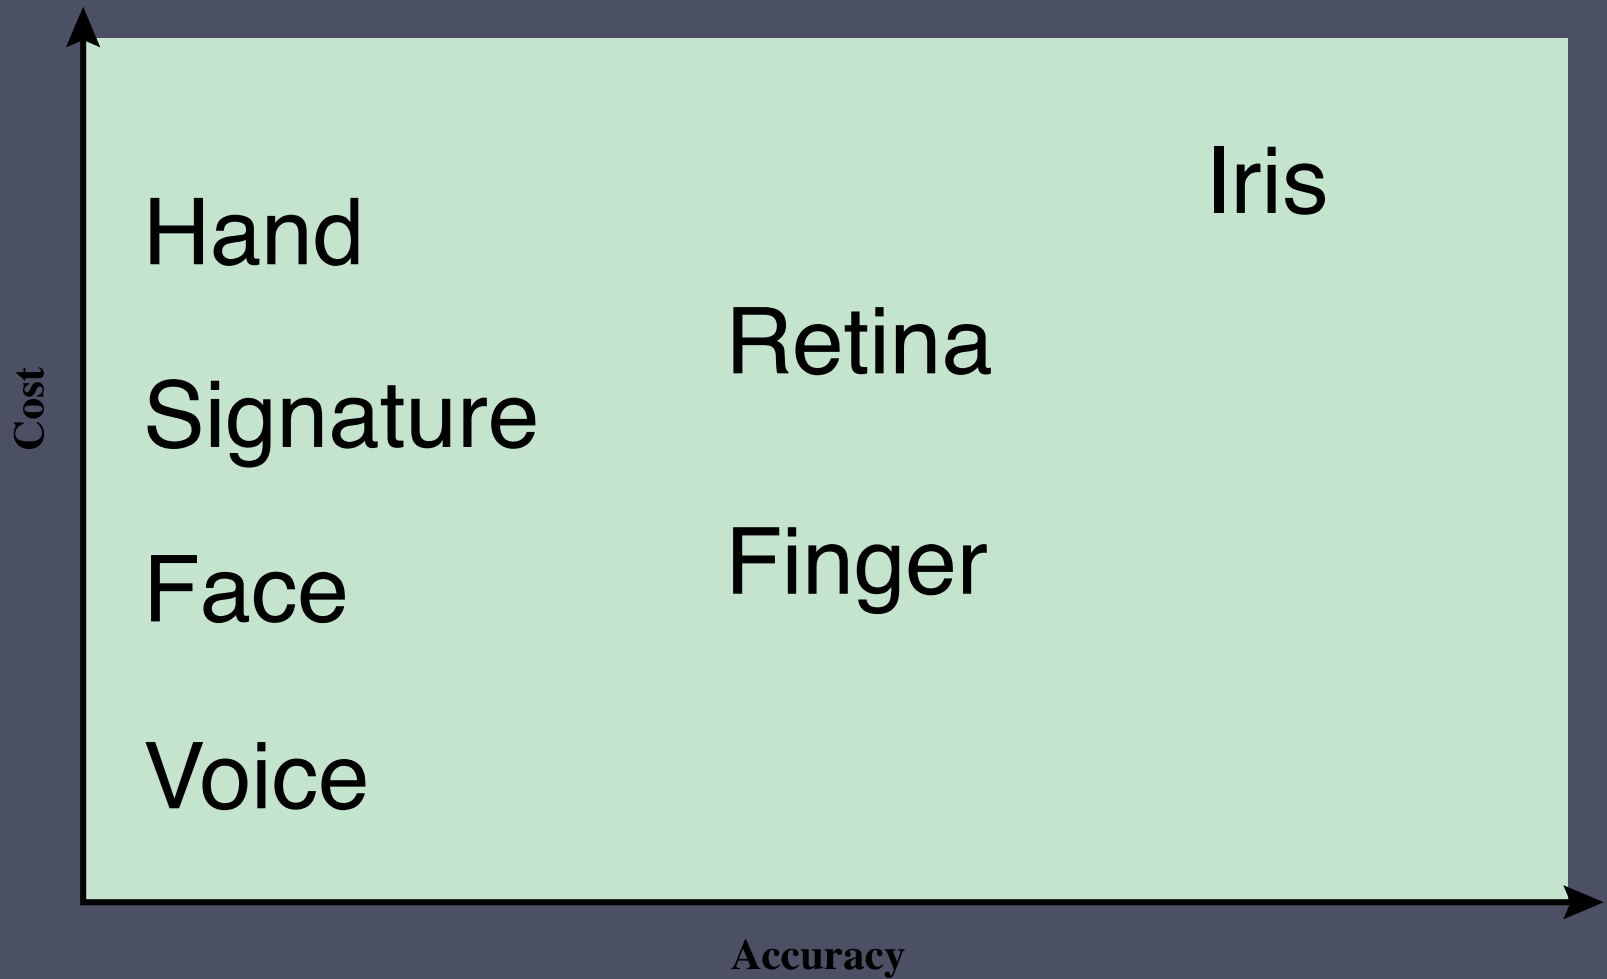 Iris
Hand
Retina
Signature
Cost
Finger
Face
Voice
Accuracy